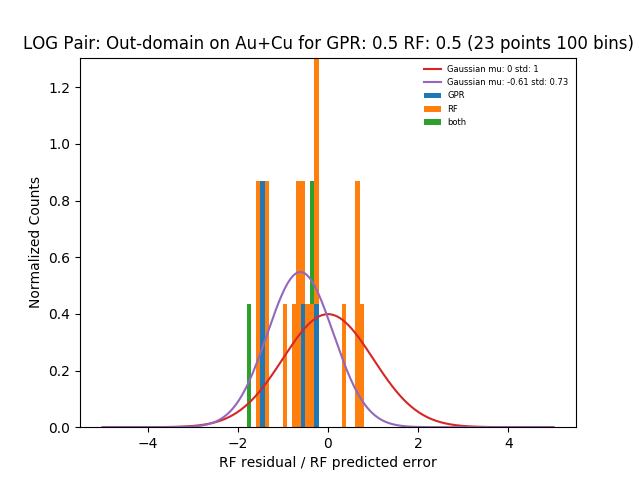 LOG Pair: Out-domain on Au+Cu for GPR: 0.5 RF: 0.5 (23 points 100 bins)
Gaussian mu: 0 std: 1
Gaussian mu: -0.61 std: 0.73
GPR
RF
both
Normalized Counts
1.2
1.0
0.8
0.6
0.4
0.2
0.0
−4
−2
0
2
4
RF residual / RF predicted error